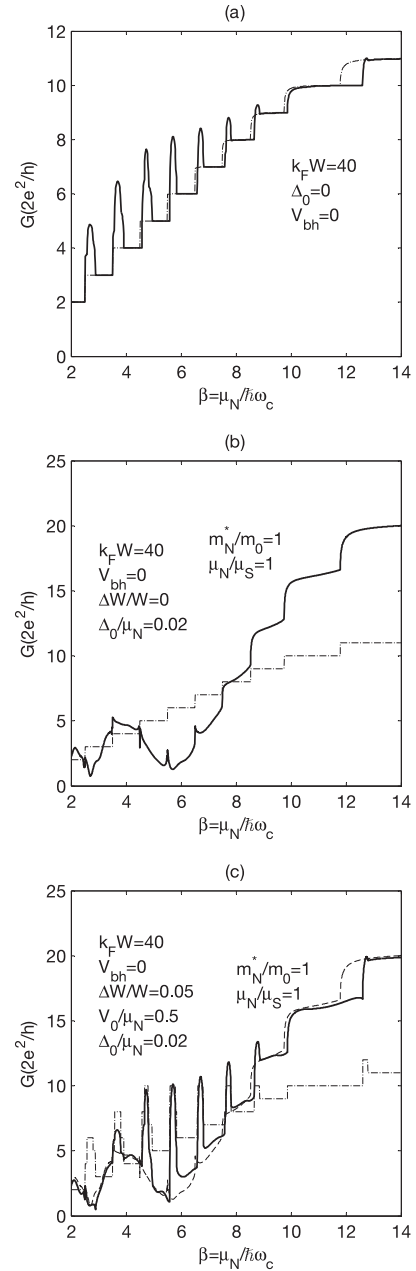 (a)
12
10
8
6
4
2
0
G(2e²/h)
k_F W=40
Δ_0=0
V_bh=0
2 4 6 8 10 12 14
β=μ_N/ℏω_c
(b)
25
20
15
10
5
0
G(2e²/h)
k_F W=40
V_bh=0
ΔW/W=0
Δ_0/μ_N=0.02
m*_N/m_0=1
μ_N/μ_S=1
2 4 6 8 10 12 14
β=μ_N/ℏω_c
(c)
25
20
15
10
5
0
G(2e²/h)
k_F W=40
V_bh=0
ΔW/W=0.05
V_0/μ_N=0.5
Δ_0/μ_N=0.02
m*_N/m_0=1
μ_N/μ_S=1
2 4 6 8 10 12 14
β=μ_N/ℏω_c